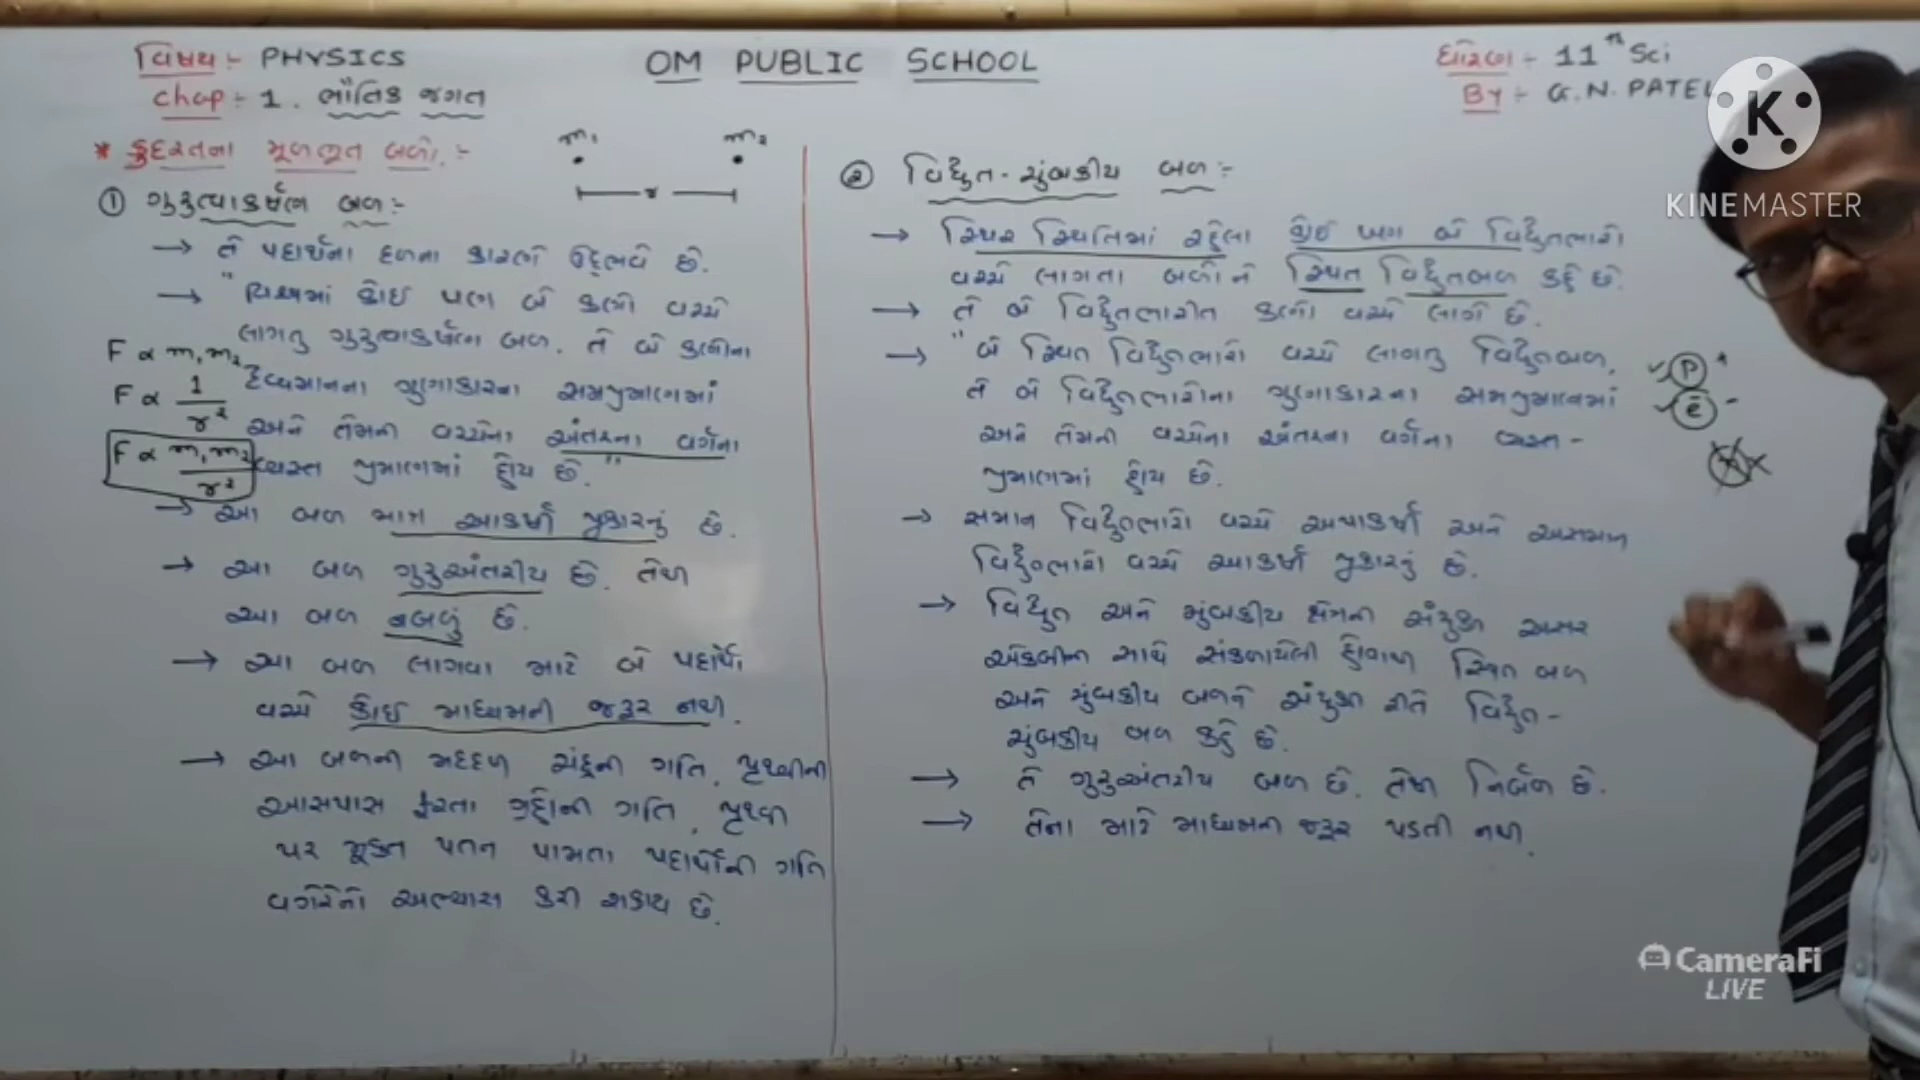 વિષય :- PHYSICS
OM PUBLIC SCHOOL
ધોરણ :- 11th Sci
Chap :- 1. ભૌતિક જગત
By :- G.N. PATEL
* કુદરતના મૂળભૂત બળો :-
m₁ m₂
r
① ગુરુત્વાકર્ષણ બળ :-
→ તે પદાર્થના દળના કારણે ઉદ્ભવે છે.
→ "વિશ્વમાં કોઈ પણ બે કણો વચ્ચે
લાગતુ ગુરુત્વાકર્ષણ બળ, તે બે કણોના
દ્રવ્યમાનના ગુણાકારના સમપ્રમાણમાં
અને તેમની વચ્ચેના અંતરના વર્ગના
વ્યસ્ત પ્રમાણમાં હોય છે."
F ∝ m₁m₂
F ∝ 1/r²
F ∝ m₁m₂/r²
→ આ બળ માત્ર આકર્ષી પ્રકારનું છે.
→ આ બળ ગુરુઅંતરીય છે. તેથી
આ બળ નબળું છે.
→ આ બળ લાગવા માટે બે પદાર્થો
વચ્ચે કોઈ માધ્યમની જરૂર નથી.
→ આ બળની મદદથી ચંદ્રની ગતિ, પૃથ્વીની
આસપાસ ફરતા ગ્રહોની ગતિ, પૃથ્વી
પર મુક્ત પતન પામતા પદાર્થોની ગતિ
વગેરેનો અભ્યાસ કરી શકાય છે.
② વિદ્યુત-ચુંબકીય બળ :-
→ સ્થિર સ્થિતિમાં રહેલા કોઈ પણ બે વિદ્યુતભારો
વચ્ચે લાગતા બળોને સ્થિત વિદ્યુતબળ કહે છે.
→ તે બે વિદ્યુતભારીત કણો વચ્ચે લાગે છે.
→ "બે સ્થિત વિદ્યુતભારો વચ્ચે લાગતુ વિદ્યુતબળ,
તે બે વિદ્યુતભારોના ગુણાકારના સમપ્રમાણમાં
અને તેમની વચ્ચેના અંતરના વર્ગના વ્યસ્ત-
પ્રમાણમાં હોય છે.
P +
e -
→ સમાન વિદ્યુતભારો વચ્ચે અપાકર્ષી અને અસમાન
વિદ્યુતભારો વચ્ચે આકર્ષી પ્રકારનું છે.
→ વિદ્યુત અને ચુંબકીય ક્ષેત્રની સંયુક્ત અસર
એકબીજા સાથે સંકળાયેલી હોવાથી સ્થિત બળ
અને ચુંબકીય બળને સંયુક્ત રીતે વિદ્યુત-
ચુંબકીય બળ કહે છે.
→ તે ગુરુઅંતરીય બળ છે. તેથી નિર્બળ છે.
→ તેના માટે માધ્યમની જરૂર પડતી નથી.
K
KINEMASTER
CameraFi
LIVE